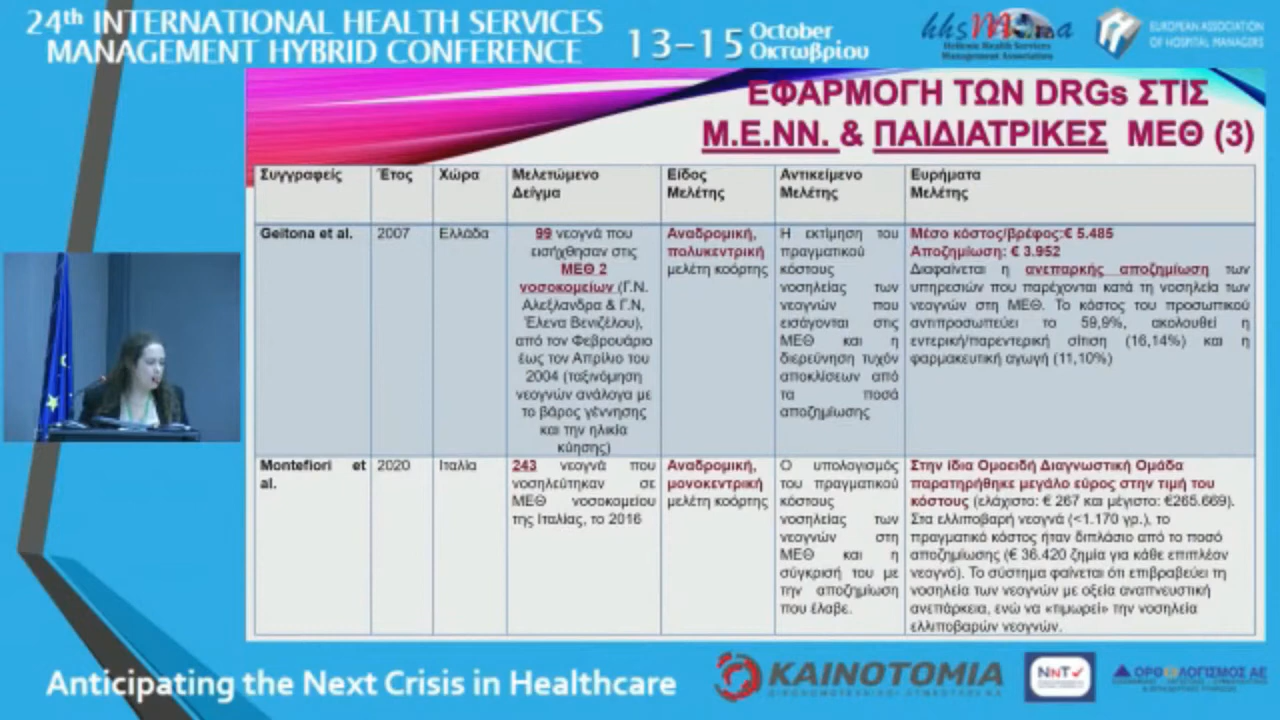 24th INTERNATIONAL HEALTH SERVICES
MANAGEMENT HYBRID CONFERENCE
13-15 October
Οκτωβρίου
hhsMa
Hellenic Health Services
Management Association
EUROPEAN ASSOCIATION
OF HOSPITAL MANAGERS
ΕΦΑΡΜΟΓΗ ΤΩΝ DRGs ΣΤΙΣ
Μ.Ε.ΝΝ. & ΠΑΙΔΙΑΤΡΙΚΕΣ ΜΕΘ (3)
Συγγραφείς
Έτος
Χώρα
Μελετώμενο
Δείγμα
Είδος
Μελέτης
Αντικείμενο
Μελέτης
Ευρήματα
Μελέτης
Geitona et al.
2007
Ελλάδα
99 νεογνά που
εισήχθησαν στις
ΜΕΘ 2
νοσοκομείων (Γ.Ν.
Αλεξλανδρα & Γ.Ν,
Έλενα Βενιζέλου),
από τον Φεβρουάριο
έως τον Απρίλιο του
2004 (ταξινόμηση
νεογνών ανάλογα με
το βάρος γέννησης
και την ηλικία
κύησης)
Αναδρομική,
πολυκεντρική
μελέτη κοόρτης
Η εκτίμηση του
πραγματικού
κόστους
νοσηλείας των
νεογνών που
εισάγονται στις
ΜΕΘ και η
διερεύνηση τυχόν
αποκλίσεων από
τα ποσά
αποζημίωσης
Μέσο κόστος/βρέφος:€ 5.485
Αποζημίωση: € 3.952
Διαφαίνεται η ανεπαρκής αποζημίωση των
υπηρεσιών που παρέχονται κατά τη νοσηλεία των
νεογνών στη ΜΕΘ. Το κόστος του προσωπικού
αντιπροσωπεύει το 59,9%, ακολουθεί η
εντερική/παρεντερική σίτιση (16,14%) και η
φαρμακευτική αγωγή (11,10%)
Montefiori et
al.
2020
Ιταλία
243 νεογνά που
νοσηλεύτηκαν σε
ΜΕΘ νοσοκομείου
της Ιταλίας, το 2016
Αναδρομική,
μονοκεντρική
μελέτη κοόρτης
Ο υπολογισμός
του πραγματικού
κόστους
νοσηλείας των
νεογνών στη
ΜΕΘ και η
σύγκρισή του με
την αποζημίωση
που έλαβε.
Στην ίδια Ομοειδή Διαγνωστική Ομάδα
παρατηρήθηκε μεγάλο εύρος στην τιμή του
κόστους (ελάχιστο: € 267 και μέγιστο: €265.669).
Στα ελλιποβαρή νεογνά (<1.170 γρ.), το
πραγματικό κόστος ήταν διπλάσιο από το ποσό
αποζημίωσης (€ 36.420 ζημία για κάθε επιπλέον
νεογνό). Το σύστημα φαίνεται ότι επιβραβεύει τη
νοσηλεία των νεογνών με οξεία αναπνευστική
ανεπάρκεια, ενώ να «τιμωρεί» την νοσηλεία
ελλιποβαρών νεογνών.
Anticipating the Next Crisis in Healthcare
ΚΑΙΝΟΤΟΜΙΑ
NNT
ΟΡΘΟΛΟΓΙΣΜΟΣ ΑΕ